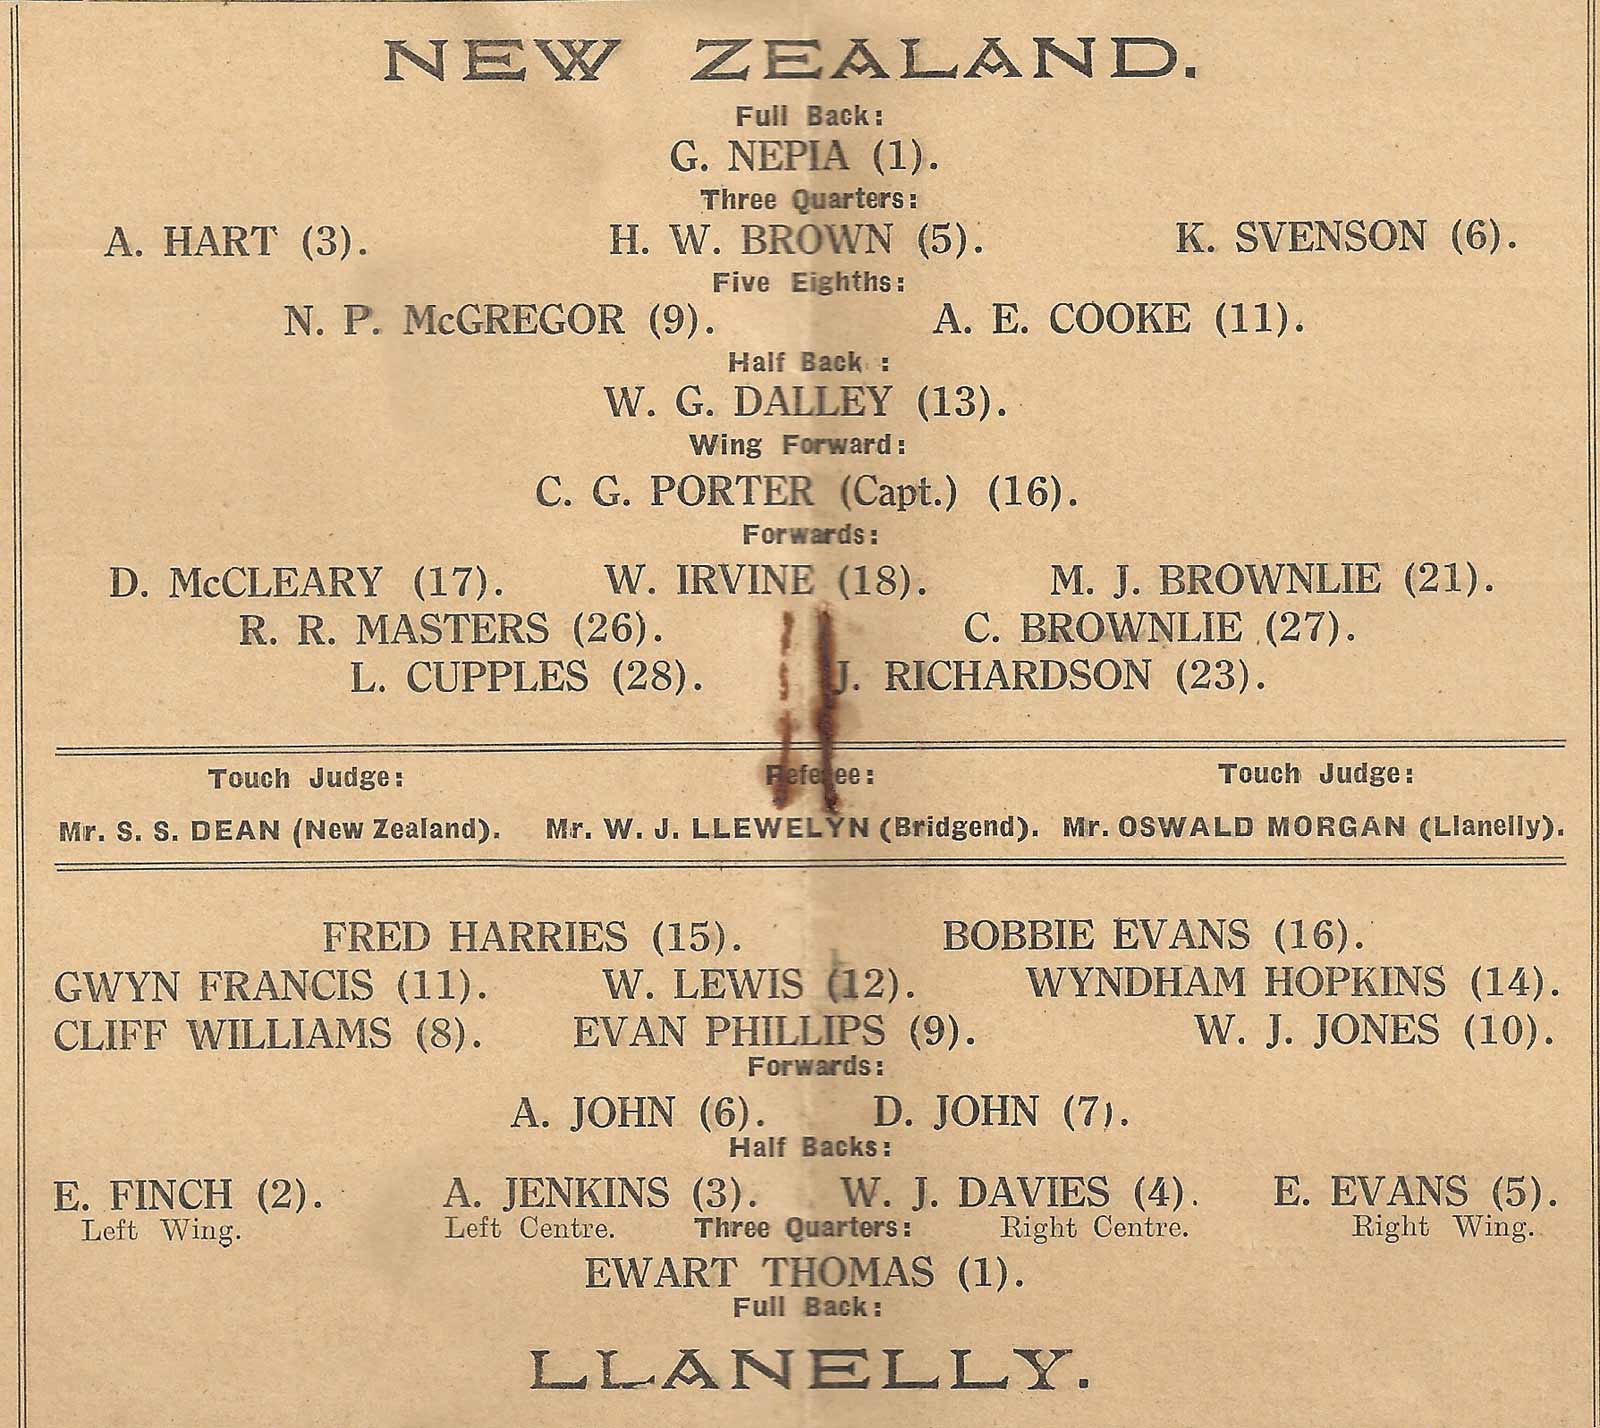 NEW ZEALAND.
Full Back:
G. NEPIA (1).
Three Quarters:
A. HART (3). H. W. BROWN (5). K. SVENSON (6).
Five Eighths:
N. P. McGREGOR (9). A. E. COOKE (11).
Half Back :
W. G. DALLEY (13).
Wing Forward:
C. G. PORTER (Capt.) (16).
Forwards:
D. McCLEARY (17). W. IRVINE (18). M. J. BROWNLIE (21).
R. R. MASTERS (26). C. BROWNLIE (27).
L. CUPPLES (28). J. RICHARDSON (23).
Touch Judge: Referee: Touch Judge:
Mr. S. S. DEAN (New Zealand). Mr. W. J. LLEWELYN (Bridgend). Mr. OSWALD MORGAN (Llanelly).
FRED HARRIES (15). BOBBIE EVANS (16).
GWYN FRANCIS (11). W. LEWIS (12). WYNDHAM HOPKINS (14).
CLIFF WILLIAMS (8). EVAN PHILLIPS (9). W. J. JONES (10).
Forwards:
A. JOHN (6). D. JOHN (7).
Half Backs:
E. FINCH (2). A. JENKINS (3). W. J. DAVIES (4). E. EVANS (5).
Left Wing. Left Centre. Three Quarters: Right Centre. Right Wing.
EWART THOMAS (1).
Full Back:
LLANELLY.